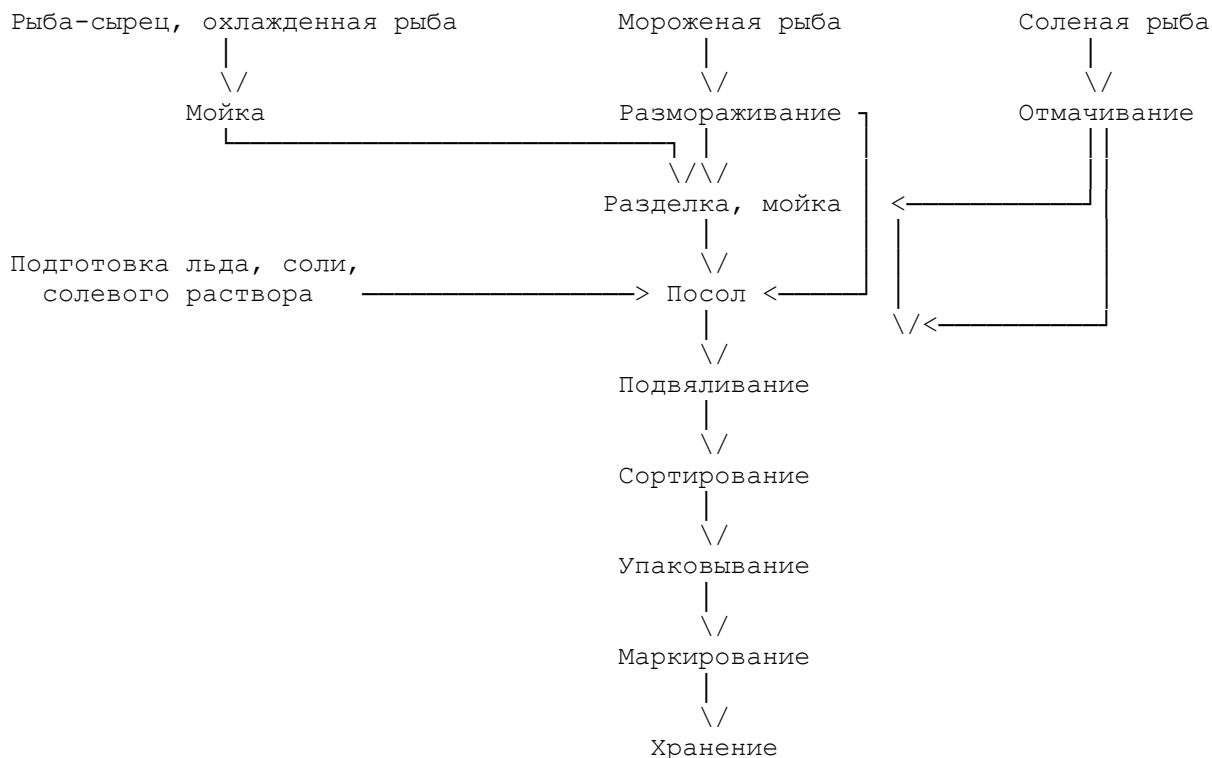 Рыба-сырец, охлажденная рыба Мороженая рыба Соленая рыба
Мойка Размораживание Отмачивание
Разделка, мойка
Подготовка льда, соли,
солевого раствора Посол
Подвяливание
Сортирование
Упаковывание
Маркирование
Хранение